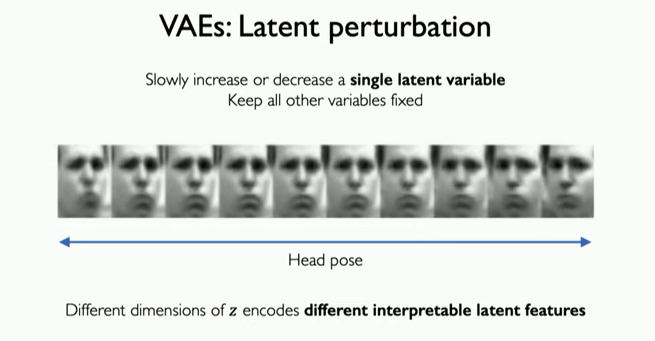 VAEs: Latent perturbation
Slowly increase or decrease a single latent variable
Keep all other variables fixed
Head pose
Different dimensions of z encodes different interpretable latent features